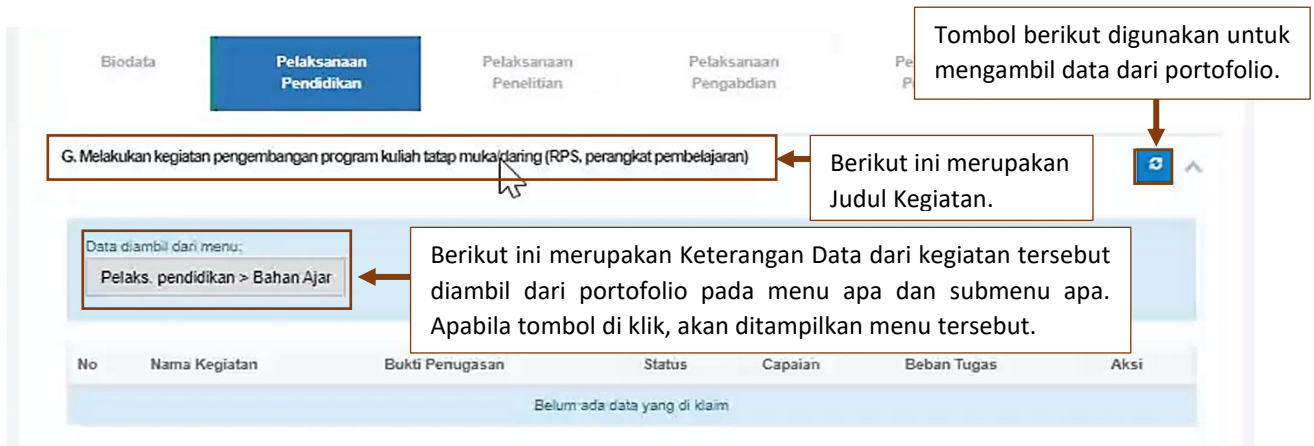 Tombol berikut digunakan untuk
mengambil data dari portofolio.
Biodata
Pelaksanaan
Pendidikan
Pelaksanaan
Penelitian
Pelaksanaan
Pengabdian
G. Melakukan kegiatan pengembangan program kuliah tatap muka/daring (RPS, perangkat pembelajaran)
Berikut ini merupakan
Judul Kegiatan.
Data diambil dari menu:
Pelaks. pendidikan > Bahan Ajar
Berikut ini merupakan Keterangan Data dari kegiatan tersebut
diambil dari portofolio pada menu apa dan submenu apa.
Apabila tombol di klik, akan ditampilkan menu tersebut.
No Nama Kegiatan Bukti Penugasan Status Capaian Beban Tugas Aksi
Belum ada data yang di klaim